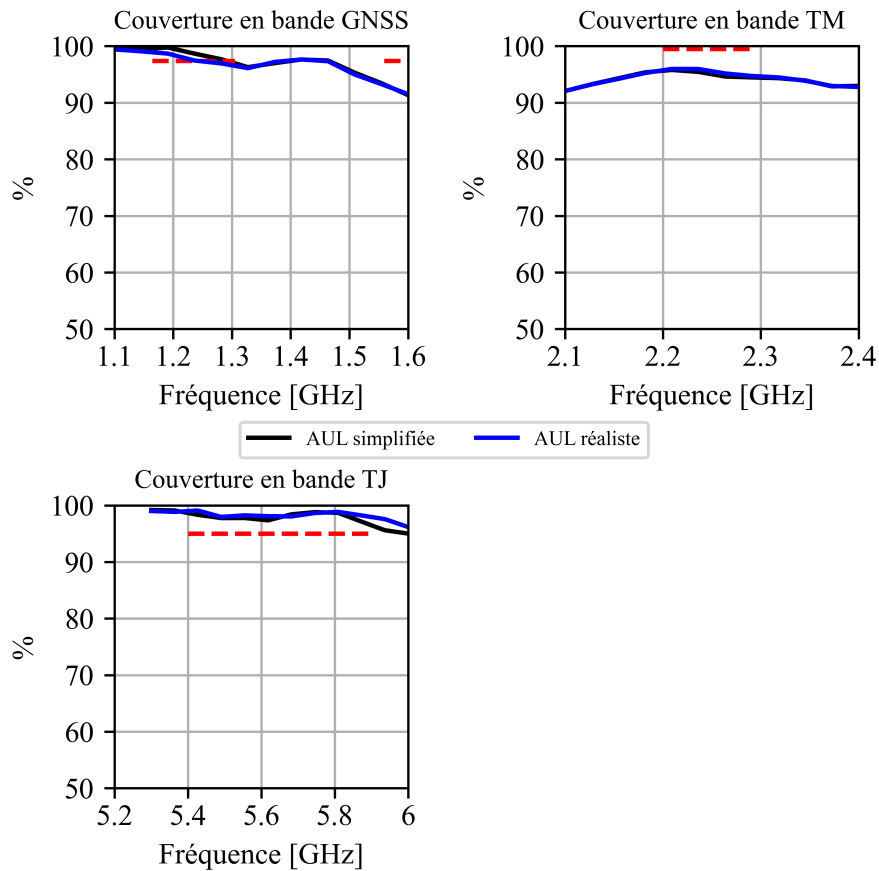 Couverture en bande GNSS
100
90
80
70
60
50
%
1.1 1.2 1.3 1.4 1.5 1.6
Fréquence [GHz]
Couverture en bande TM
100
90
80
70
60
50
%
2.1 2.2 2.3 2.4
Fréquence [GHz]
AUL simplifiée AUL réaliste
Couverture en bande TJ
100
90
80
70
60
50
%
5.2 5.4 5.6 5.8 6
Fréquence [GHz]